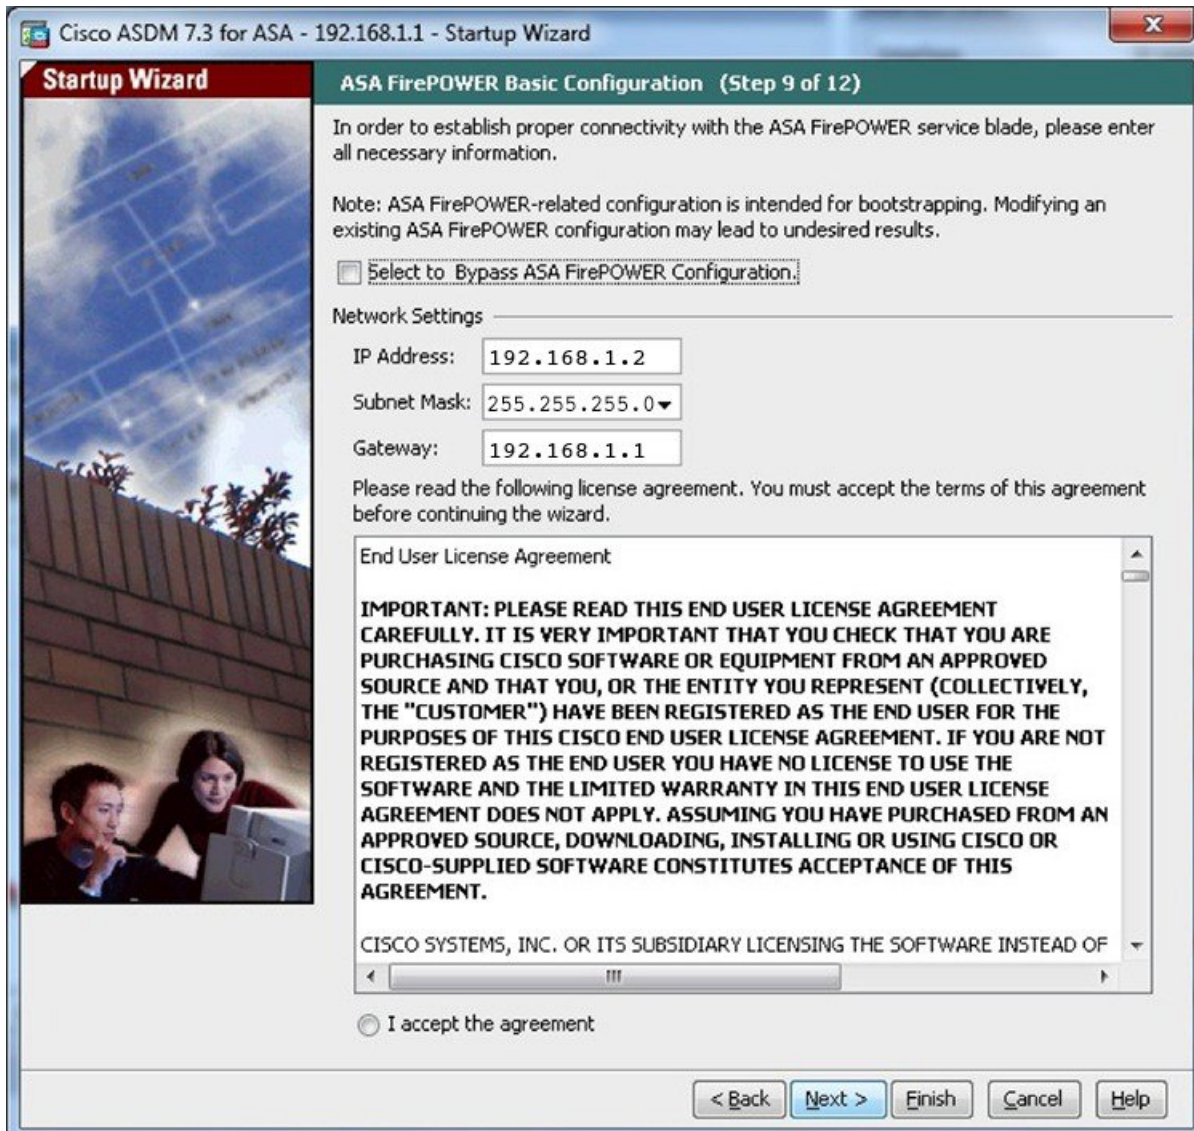 Cisco ASDM 7.3 for ASA - 192.168.1.1 - Startup Wizard
Startup Wizard
ASA FirePOWER Basic Configuration (Step 9 of 12)
In order to establish proper connectivity with the ASA FirePOWER service blade, please enter
all necessary information.
Note: ASA FirePOWER-related configuration is intended for bootstrapping. Modifying an
existing ASA FirePOWER configuration may lead to undesired results.
Select to Bypass ASA FirePOWER Configuration.
Network Settings
IP Address: 192.168.1.2
Subnet Mask: 255.255.255.0
Gateway: 192.168.1.1
Please read the following license agreement. You must accept the terms of this agreement
before continuing the wizard.
End User License Agreement
IMPORTANT: PLEASE READ THIS END USER LICENSE AGREEMENT
CAREFULLY. IT IS VERY IMPORTANT THAT YOU CHECK THAT YOU ARE
PURCHASING CISCO SOFTWARE OR EQUIPMENT FROM AN APPROVED
SOURCE AND THAT YOU, OR THE ENTITY YOU REPRESENT (COLLECTIVELY,
THE "CUSTOMER") HAVE BEEN REGISTERED AS THE END USER FOR THE
PURPOSES OF THIS CISCO END USER LICENSE AGREEMENT. IF YOU ARE NOT
REGISTERED AS THE END USER YOU HAVE NO LICENSE TO USE THE
SOFTWARE AND THE LIMITED WARRANTY IN THIS END USER LICENSE
AGREEMENT DOES NOT APPLY. ASSUMING YOU HAVE PURCHASED FROM AN
APPROVED SOURCE, DOWNLOADING, INSTALLING OR USING CISCO OR
CISCO-SUPPLIED SOFTWARE CONSTITUTES ACCEPTANCE OF THIS
AGREEMENT.
CISCO SYSTEMS, INC. OR ITS SUBSIDIARY LICENSING THE SOFTWARE INSTEAD OF
I accept the agreement
< Back Next > Finish Cancel Help